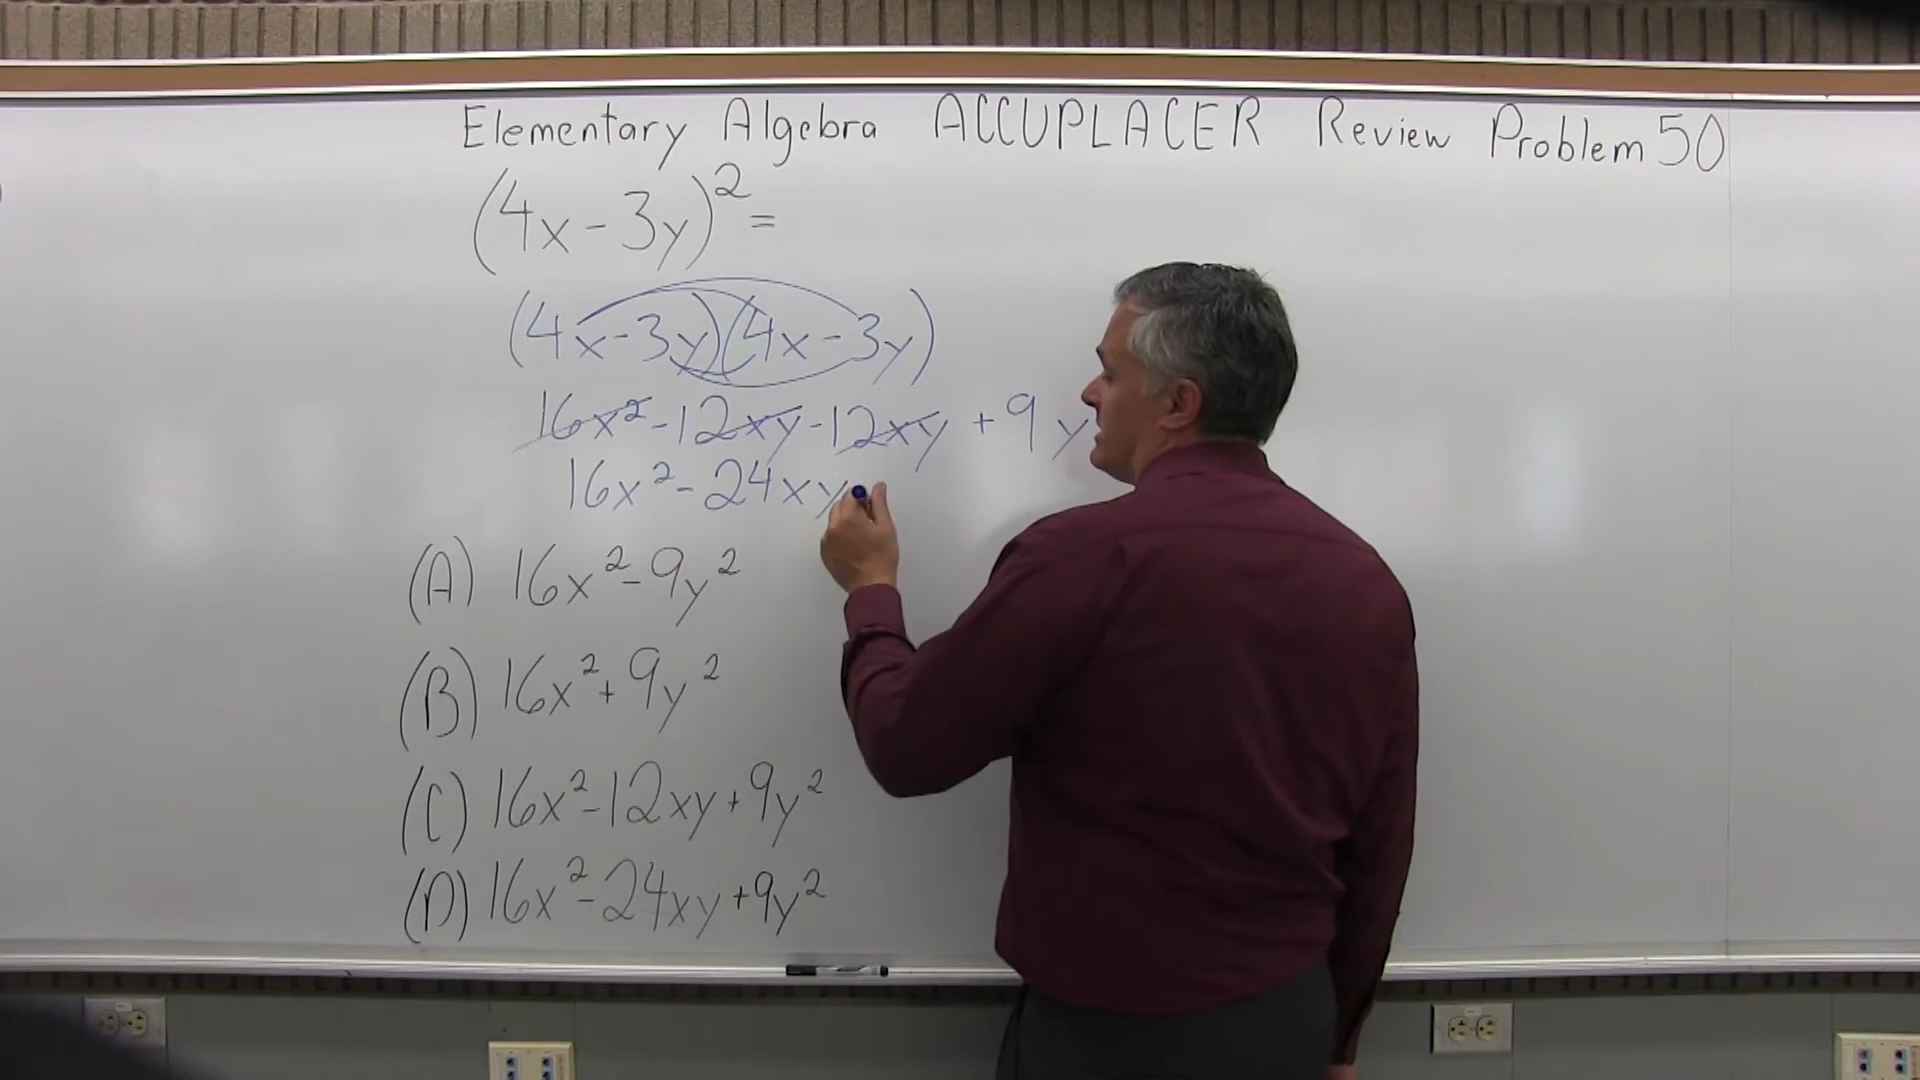 Elementary Algebra ACCUPLACER Review Problem 50
(4x - 3y)² =
(4x - 3y)(4x - 3y)
16x² - 12xy - 12xy + 9y
16x² - 24xy
(A) 16x² - 9y²
(B) 16x² + 9y²
(C) 16x² - 12xy + 9y²
(D) 16x² - 24xy + 9y²